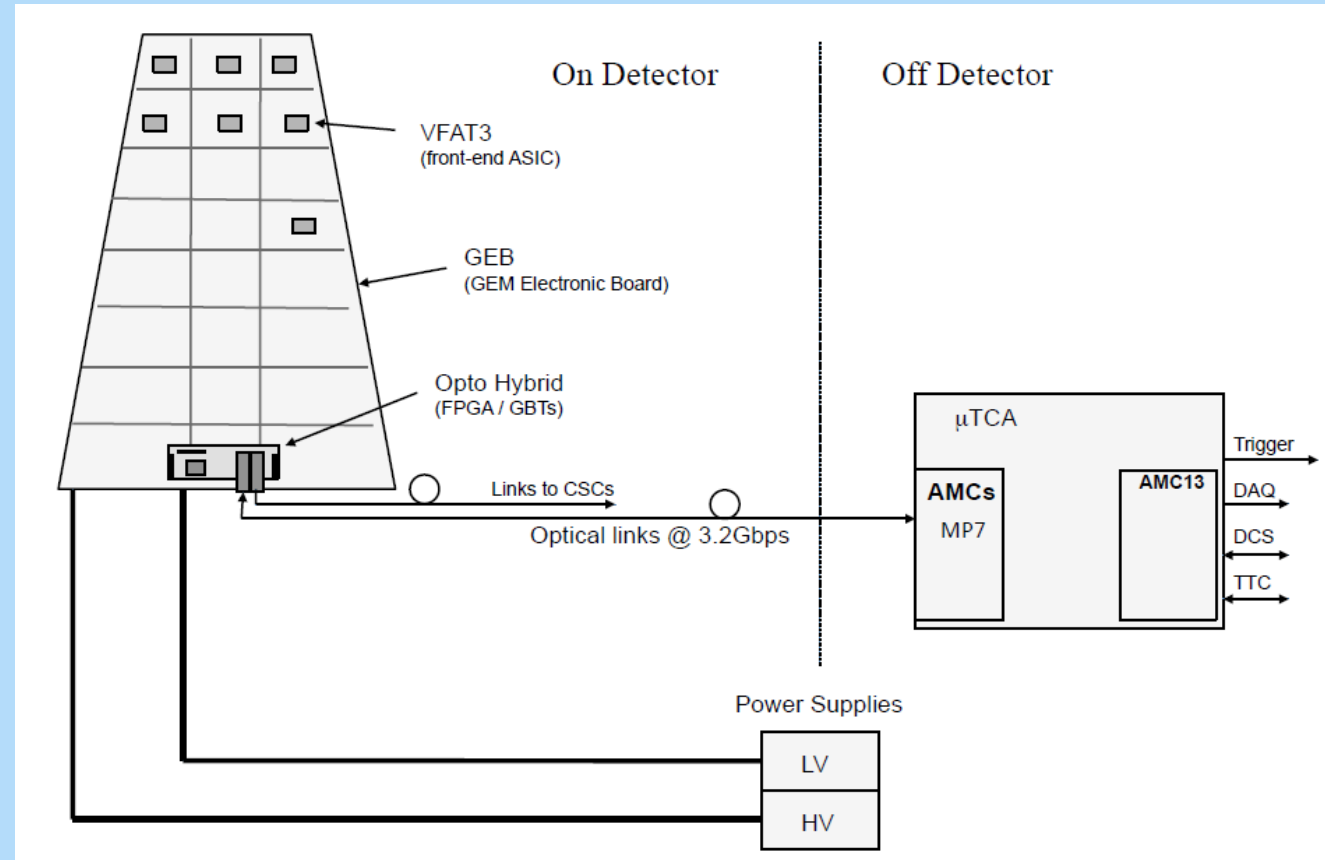 On Detector
Off Detector
VFAT3
(front-end ASIC)
GEB
(GEM Electronic Board)
Opto Hybrid
(FPGA / GBTs)
Links to CSCs
Optical links @ 3.2Gbps
μTCA
AMCs
MP7
AMC13
Trigger
DAQ
DCS
TTC
Power Supplies
LV
HV